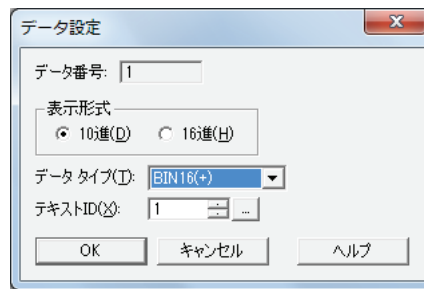 データ設定
データ番号: 1
表示形式
10進(D) 16進(H)
データ タイプ(T): BIN16(+)
テキストID(X): 1 ...
OK キャンセル ヘルプ